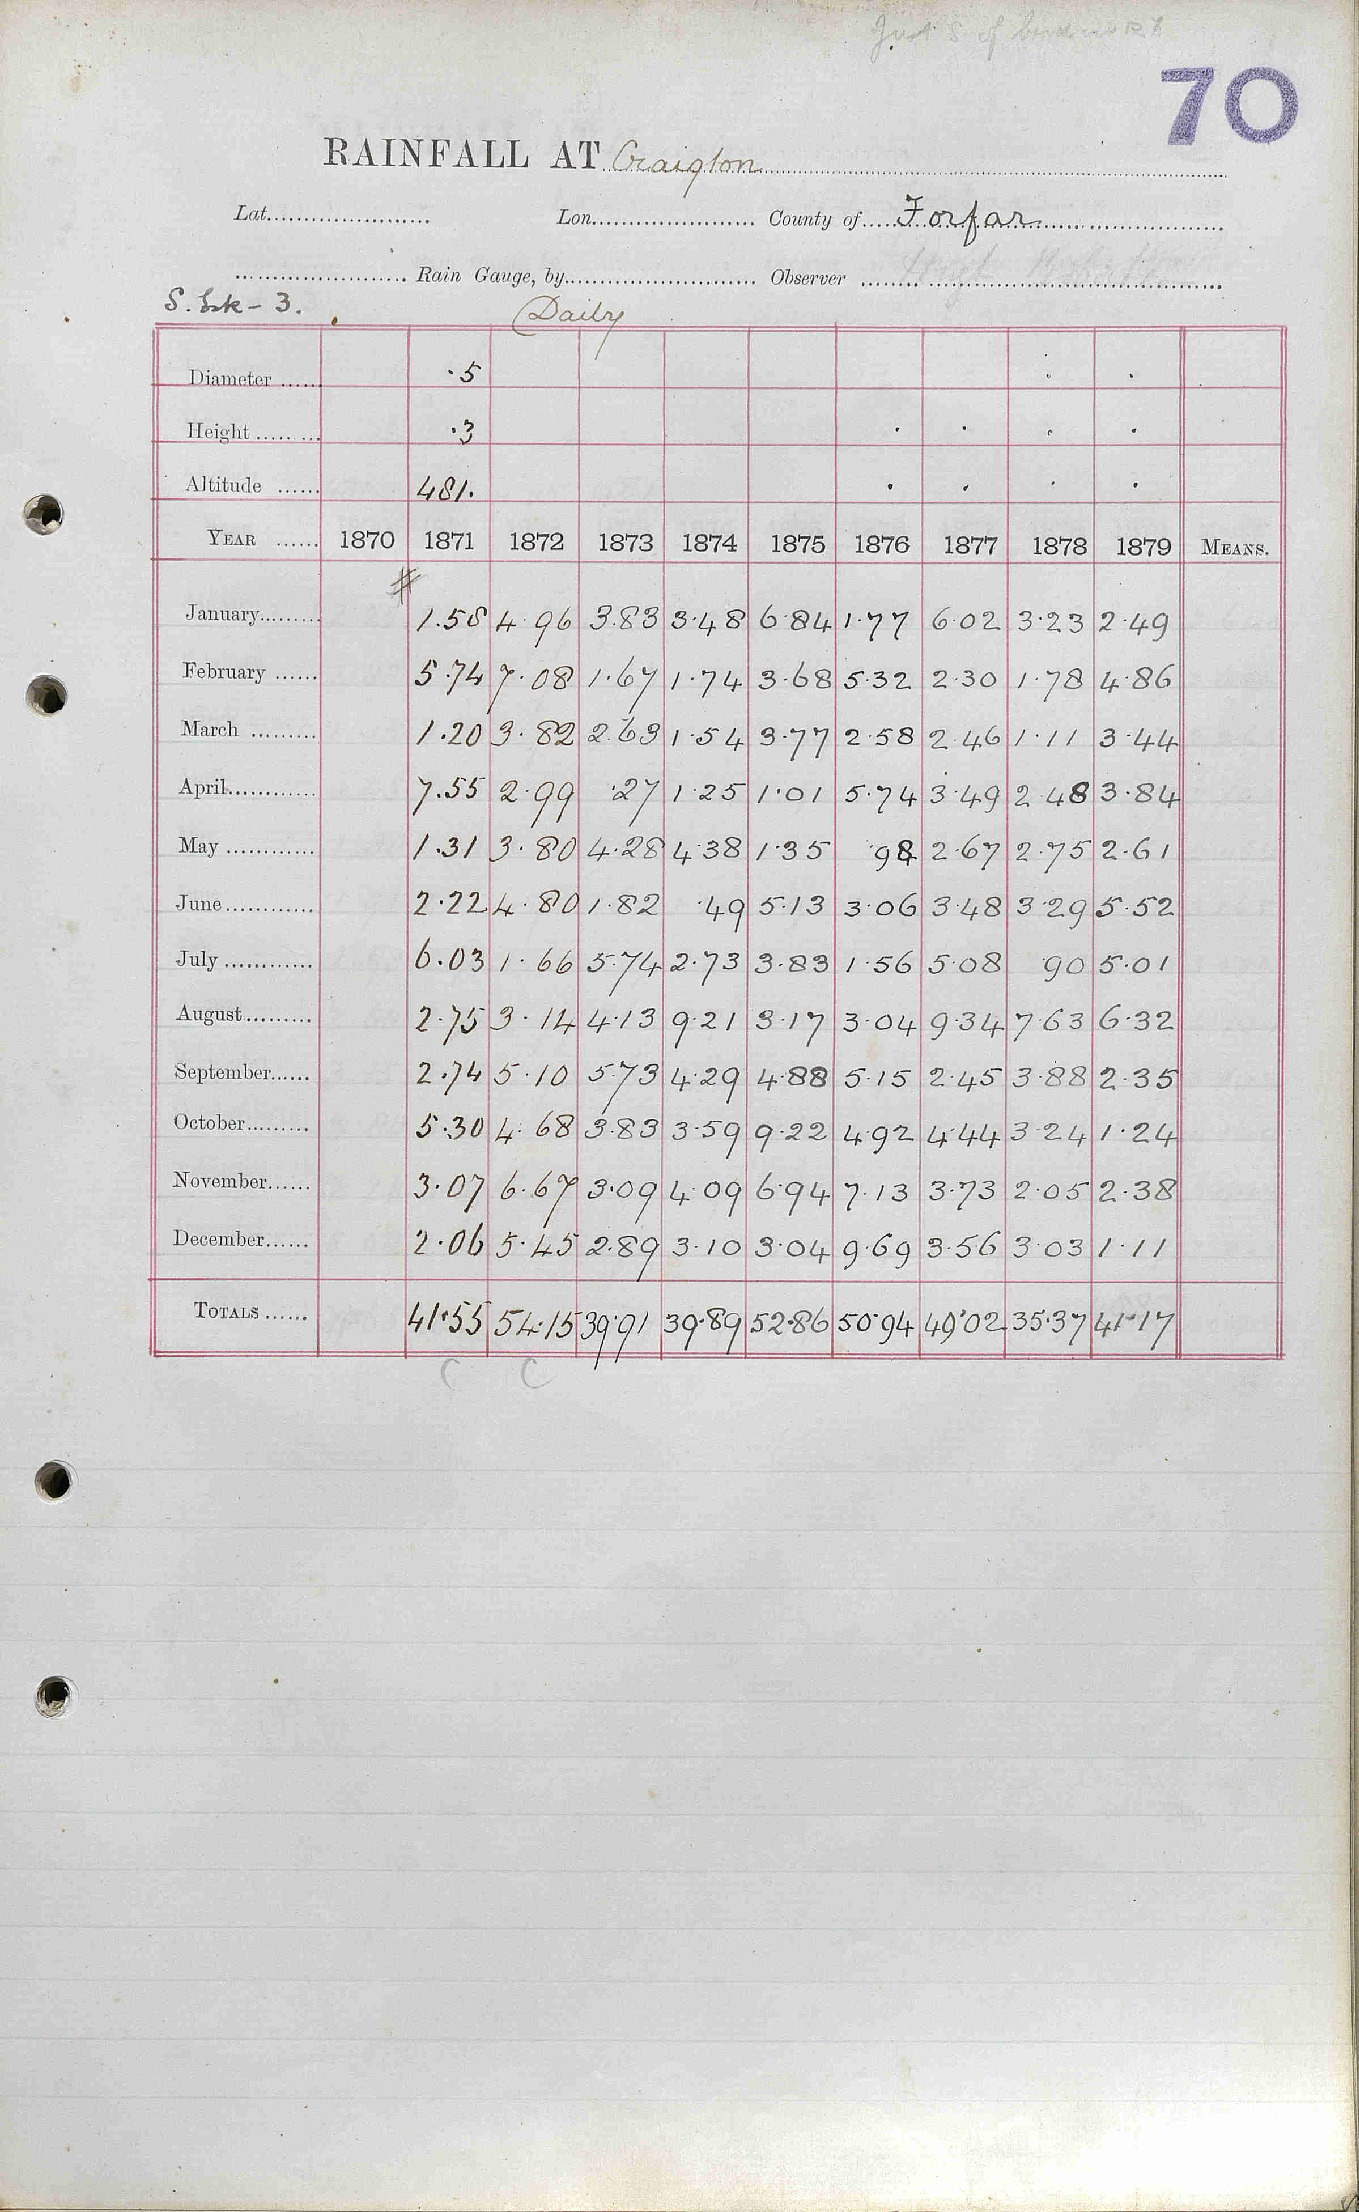 Just S of
70
RAINFALL AT Craigton
Lat. Lon. County of Forfar
Rain Gauge, by Observer
S. Esk - 3. Daily
Diameter ·5
Height ·3
Altitude 481.
YEAR 1870 1871 1872 1873 1874 1875 1876 1877 1878 1879 MEANS.
#
January 1.58 4.96 3.83 3.48 6.84 1.77 6.02 3.23 2.49
February 5.74 7.08 1.67 1.74 3.68 5.32 2.30 1.78 4.86
March 1.20 3.82 2.63 1.54 3.77 2.58 2.46 1.11 3.44
April 7.55 2.99 .27 1.25 1.01 5.74 3.49 2.48 3.84
May 1.31 3.80 4.28 4.38 1.35 .98 2.67 2.75 2.61
June 2.22 4.80 1.82 .49 5.13 3.06 3.48 3.29 5.52
July 6.03 1.66 5.74 2.73 3.83 1.56 5.08 .90 5.01
August 2.75 3.14 4.13 9.21 3.17 3.04 9.34 7.63 6.32
September 2.74 5.10 5.73 4.29 4.88 5.15 2.45 3.88 2.35
October 5.30 4.68 3.83 3.59 9.22 4.92 4.44 3.24 1.24
November 3.07 6.67 3.09 4.09 6.94 7.13 3.73 2.05 2.38
December 2.06 5.45 2.89 3.10 3.04 9.69 3.56 3.03 1.11
TOTALS 41.55 54.15 39.91 39.89 52.86 50.94 49.02 35.37 41.17
C C